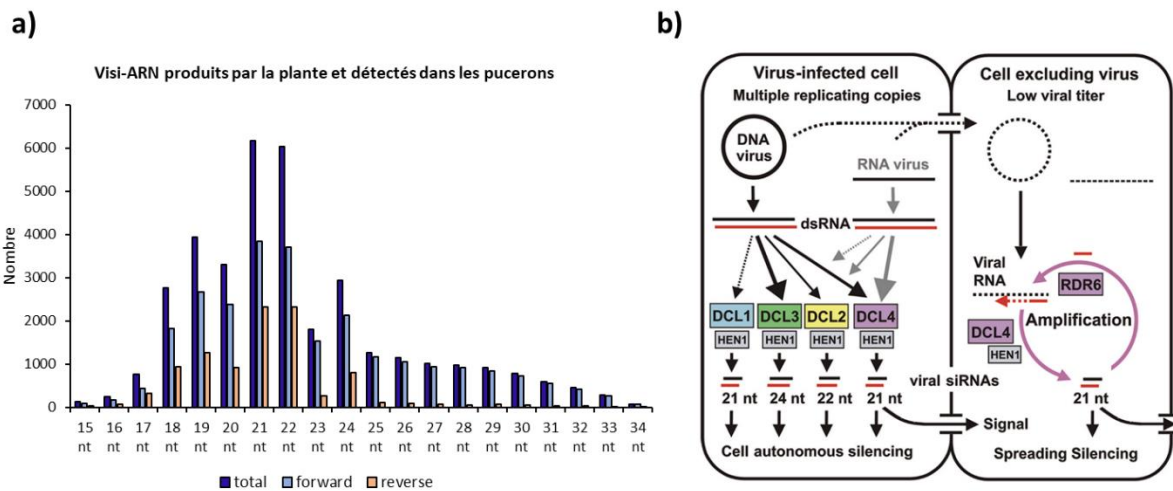 a)
Visi-ARN produits par la plante et détectés dans les pucerons
Nombre
7000
6000
5000
4000
3000
2000
1000
0
15 16 17 18 19 20 21 22 23 24 25 26 27 28 29 30 31 32 33 34
nt nt nt nt nt nt nt nt nt nt nt nt nt nt nt nt nt nt nt nt
total forward reverse
b)
Virus-infected cell
Multiple replicating copies
DNA
virus
RNA virus
dsRNA
DCL1 DCL3 DCL2 DCL4
HEN1 HEN1 HEN1 HEN1
viral siRNAs
21 nt 24 nt 22 nt 21 nt
Signal
Cell autonomous silencing
Cell excluding virus
Low viral titer
Viral
RNA
RDR6
Amplification
DCL4
HEN1
21 nt
Spreading Silencing